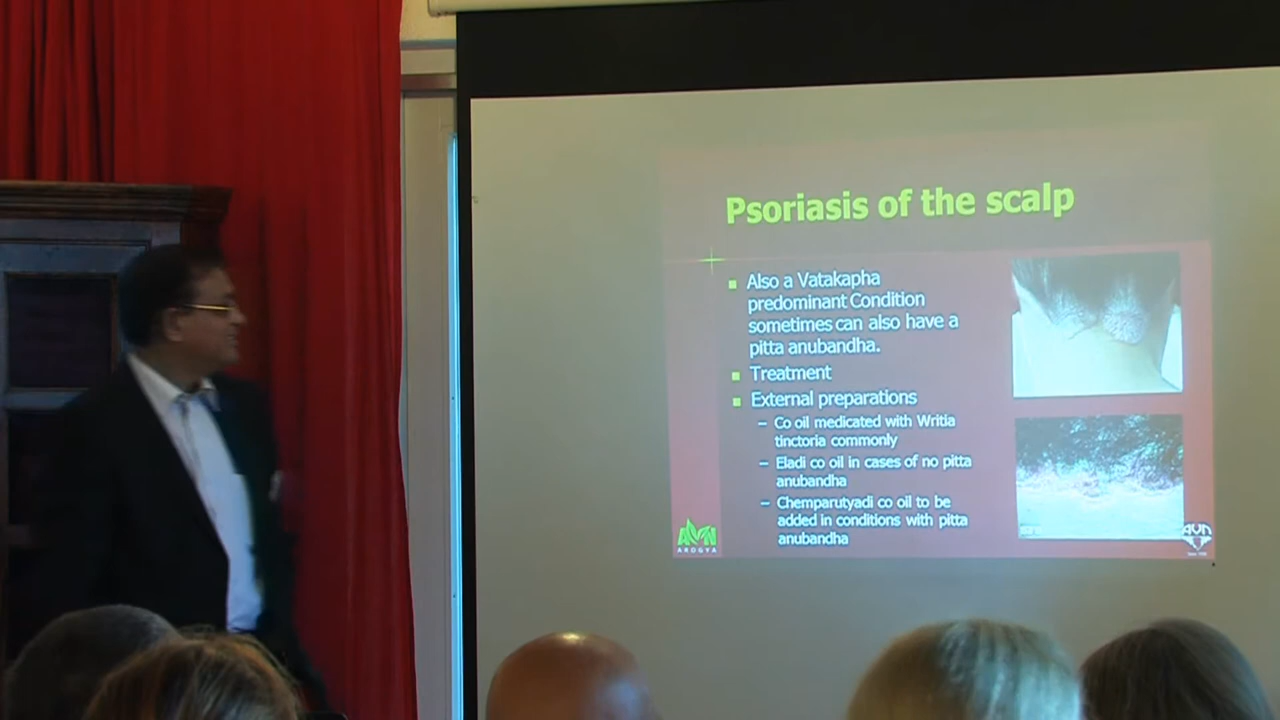 Psoriasis of the scalp
Also a Vatakapha
predominant Condition
sometimes can also have a
pitta anubandha.
Treatment
External preparations
– Co oil medicated with Writia
tinctoria commonly
– Eladi co oil in cases of no pitta
anubandha
– Chemparutyadi co oil to be
added in conditions with pitta
anubandha
AVN
AROGYA
AVN